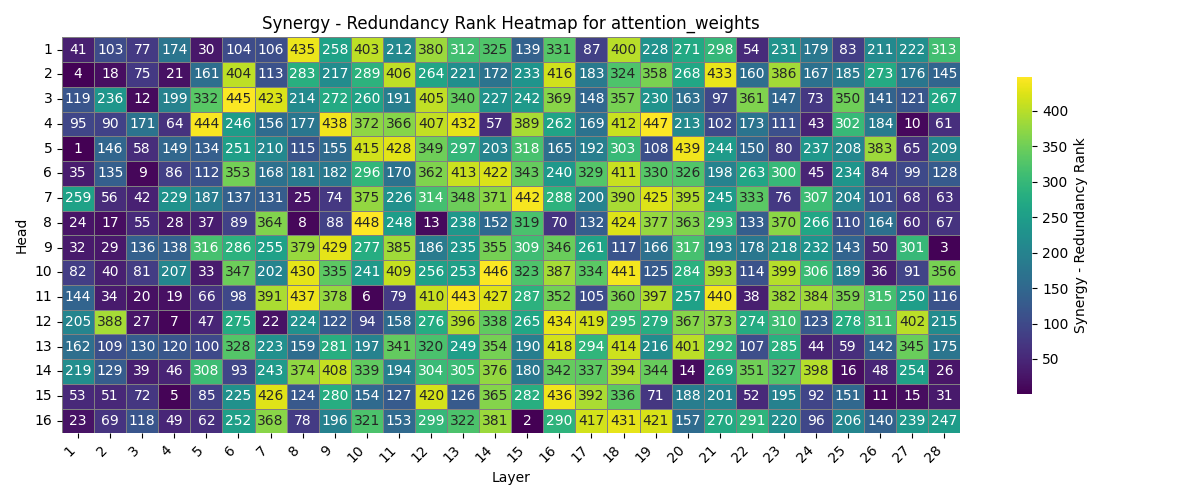 Synergy - Redundancy Rank Heatmap for attention_weights
1 41 103 77 174 30 104 106 435 258 403 212 380 312 325 139 331 87 400 228 271 298 54 231 179 83 211 222 313
2 4 18 75 21 161 404 113 283 217 289 406 264 221 172 233 416 183 324 358 268 433 160 386 167 185 273 176 145
3 119 236 12 199 332 445 423 214 272 260 191 405 340 227 242 369 148 357 230 163 97 361 147 73 350 141 121 267
4 95 90 171 64 444 246 156 177 438 372 366 407 432 57 389 262 169 412 447 213 102 173 111 43 302 184 10 61
5 1 146 58 149 134 251 210 115 155 415 428 349 297 203 318 165 192 303 108 439 244 150 80 237 208 383 65 209
6 35 135 9 86 112 353 168 181 182 296 170 362 413 422 343 240 329 411 330 326 198 263 300 45 234 84 99 128
7 259 56 42 229 187 137 131 25 74 375 226 314 348 371 442 288 200 390 425 395 245 333 76 307 204 101 68 63
8 24 17 55 28 37 89 364 8 88 448 248 13 238 152 319 70 132 424 377 363 293 133 370 266 110 164 60 67
9 32 29 136 138 316 286 255 379 429 277 385 186 235 355 309 346 261 117 166 317 193 178 218 232 143 50 301 3
10 82 40 81 207 33 347 202 430 335 241 409 256 253 446 323 387 334 441 125 284 393 114 399 306 189 36 91 356
11 144 34 20 19 66 98 391 437 378 6 79 410 443 427 287 352 105 360 397 257 440 38 382 384 359 315 250 116
12 205 388 27 7 47 275 22 224 122 94 158 276 396 338 265 434 419 295 279 367 373 274 310 123 278 311 402 215
13 162 109 130 120 100 328 223 159 281 197 341 320 249 354 190 418 294 414 216 401 292 107 285 44 59 142 345 175
14 219 129 39 46 308 93 243 374 408 339 194 304 305 376 180 342 337 394 344 14 269 351 327 398 16 48 254 26
15 53 51 72 5 85 225 426 124 280 154 127 420 126 365 282 436 392 336 71 188 201 52 195 92 151 11 15 31
16 23 69 118 49 62 252 368 78 196 321 153 299 322 381 2 290 417 431 421 157 270 291 220 96 206 140 239 247
1 2 3 4 5 6 7 8 9 10 11 12 13 14 15 16 17 18 19 20 21 22 23 24 25 26 27 28
Layer
Head
400
350
300
250
200
150
100
50
Synergy - Redundancy Rank